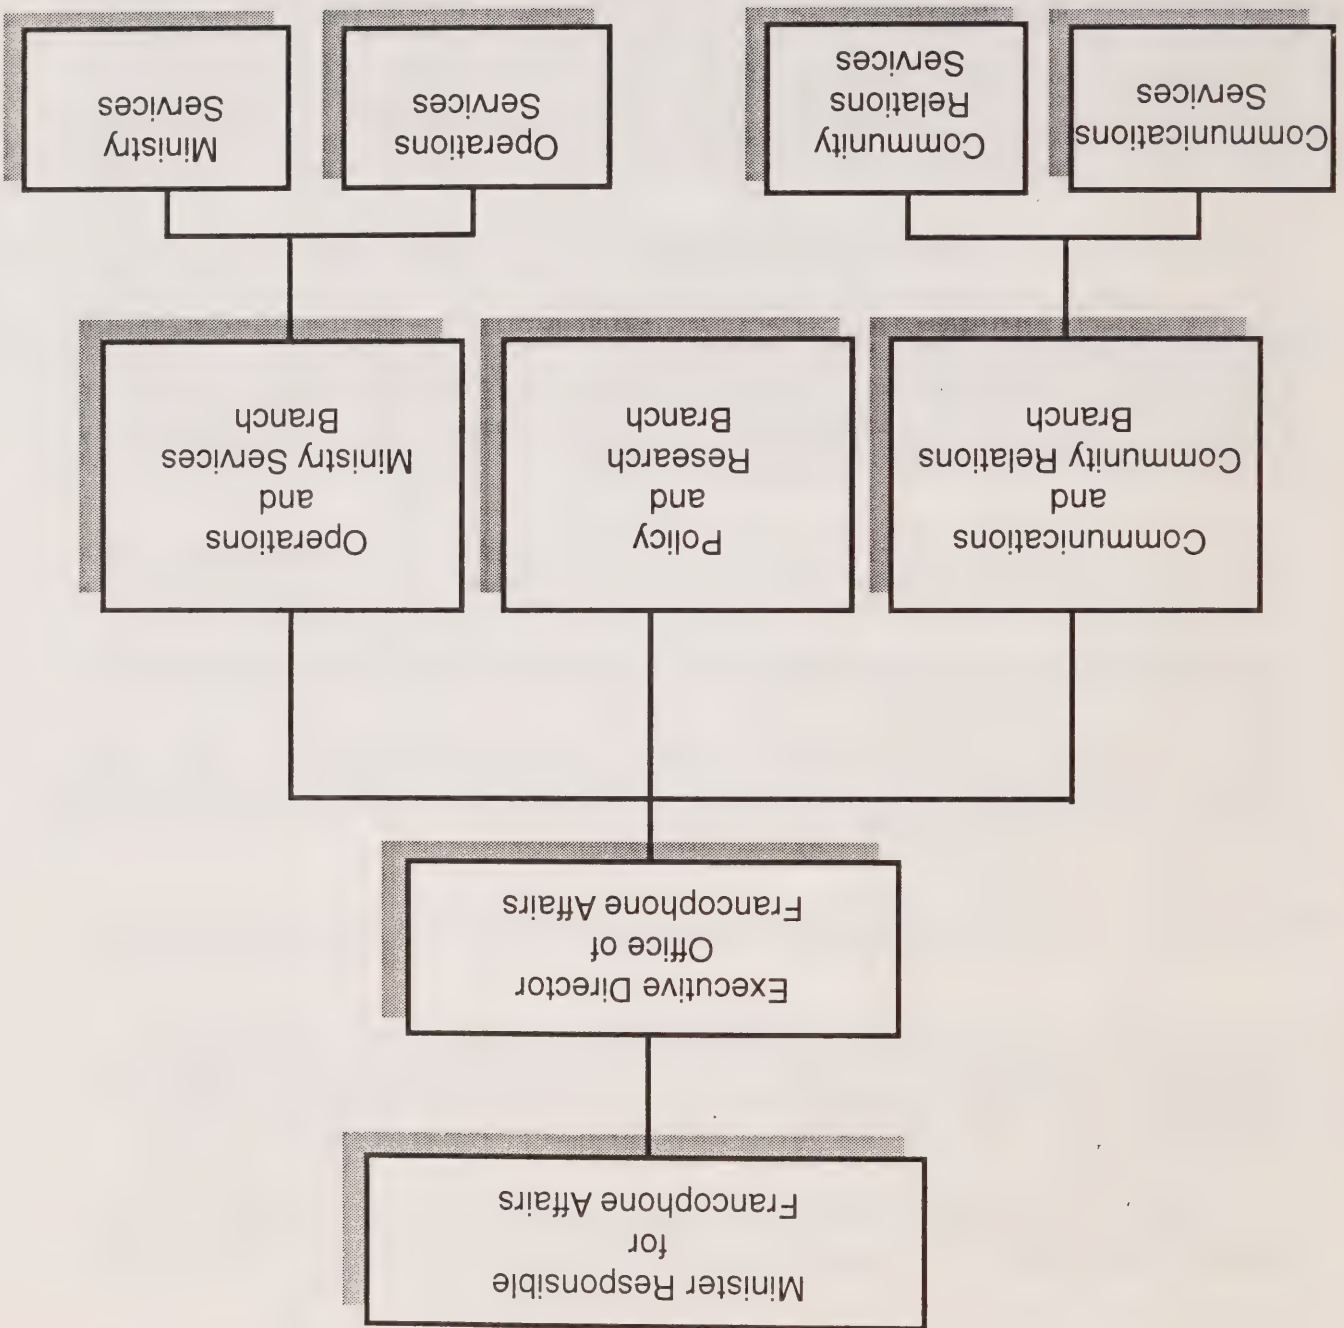 Minister Responsible
for
Francophone Affairs
Executive Director
Office of
Francophone Affairs
Communications
and
Community Relations
Branch
Policy
and
Research
Branch
Operations
and
Ministry Services
Branch
Communications
Services
Community
Relations
Services
Operations
Services
Ministry
Services